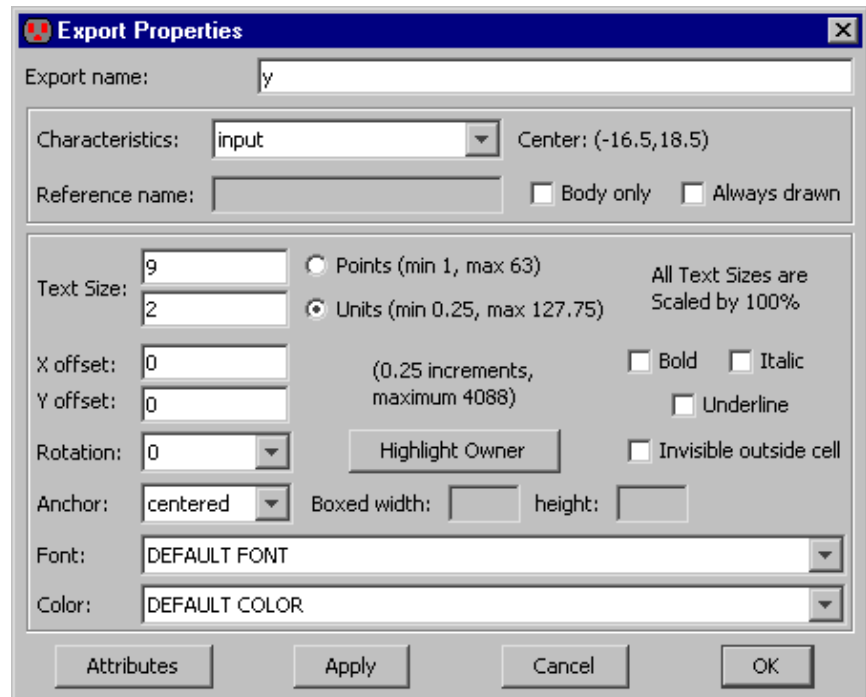 Export Properties
Export name: y
Characteristics: input Center: (-16.5,18.5)
Reference name: Body only Always drawn
Text Size: 9 Points (min 1, max 63) All Text Sizes are
2 Units (min 0.25, max 127.75) Scaled by 100%
X offset: 0 (0.25 increments, Bold Italic
Y offset: 0 maximum 4088) Underline
Rotation: 0 Highlight Owner Invisible outside cell
Anchor: centered Boxed width: height:
Font: DEFAULT FONT
Color: DEFAULT COLOR
Attributes Apply Cancel OK